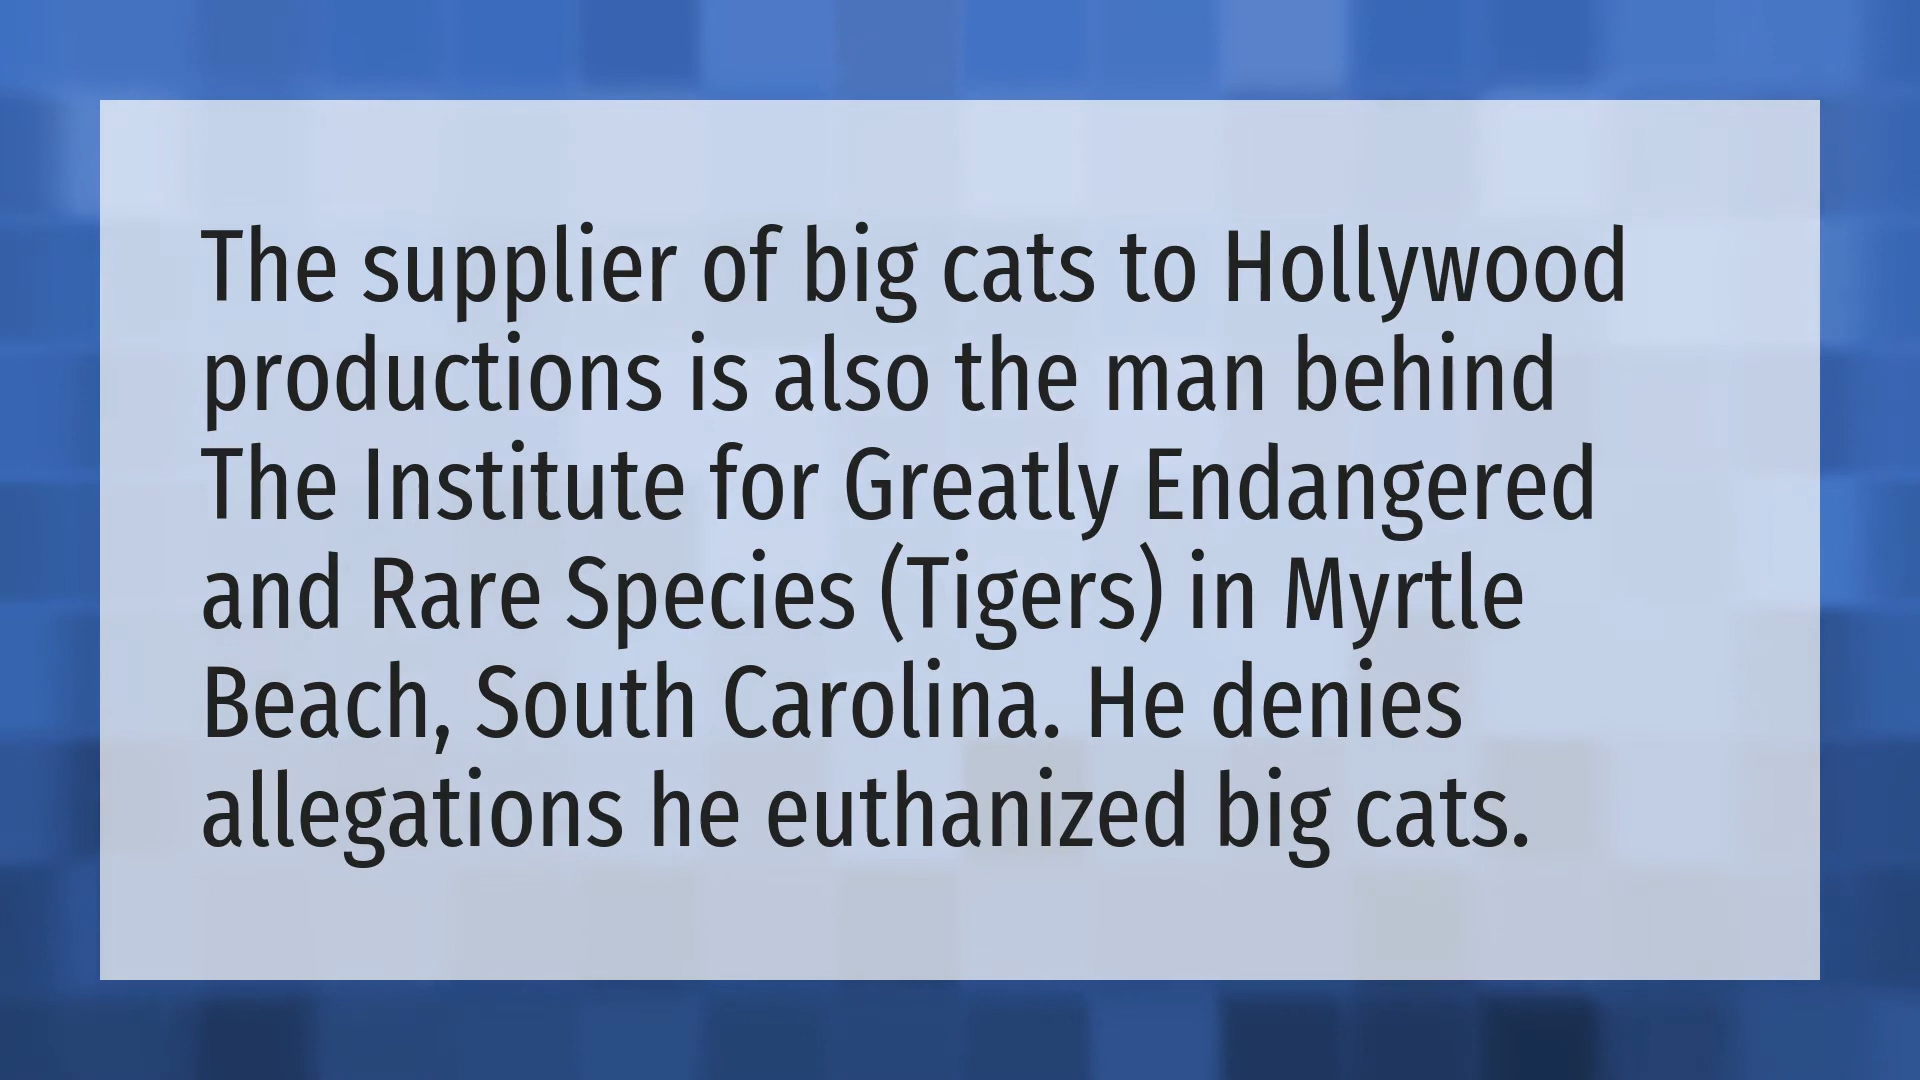 The supplier of big cats to Hollywood
productions is also the man behind
The Institute for Greatly Endangered
and Rare Species (Tigers) in Myrtle
Beach, South Carolina. He denies
allegations he euthanized big cats.